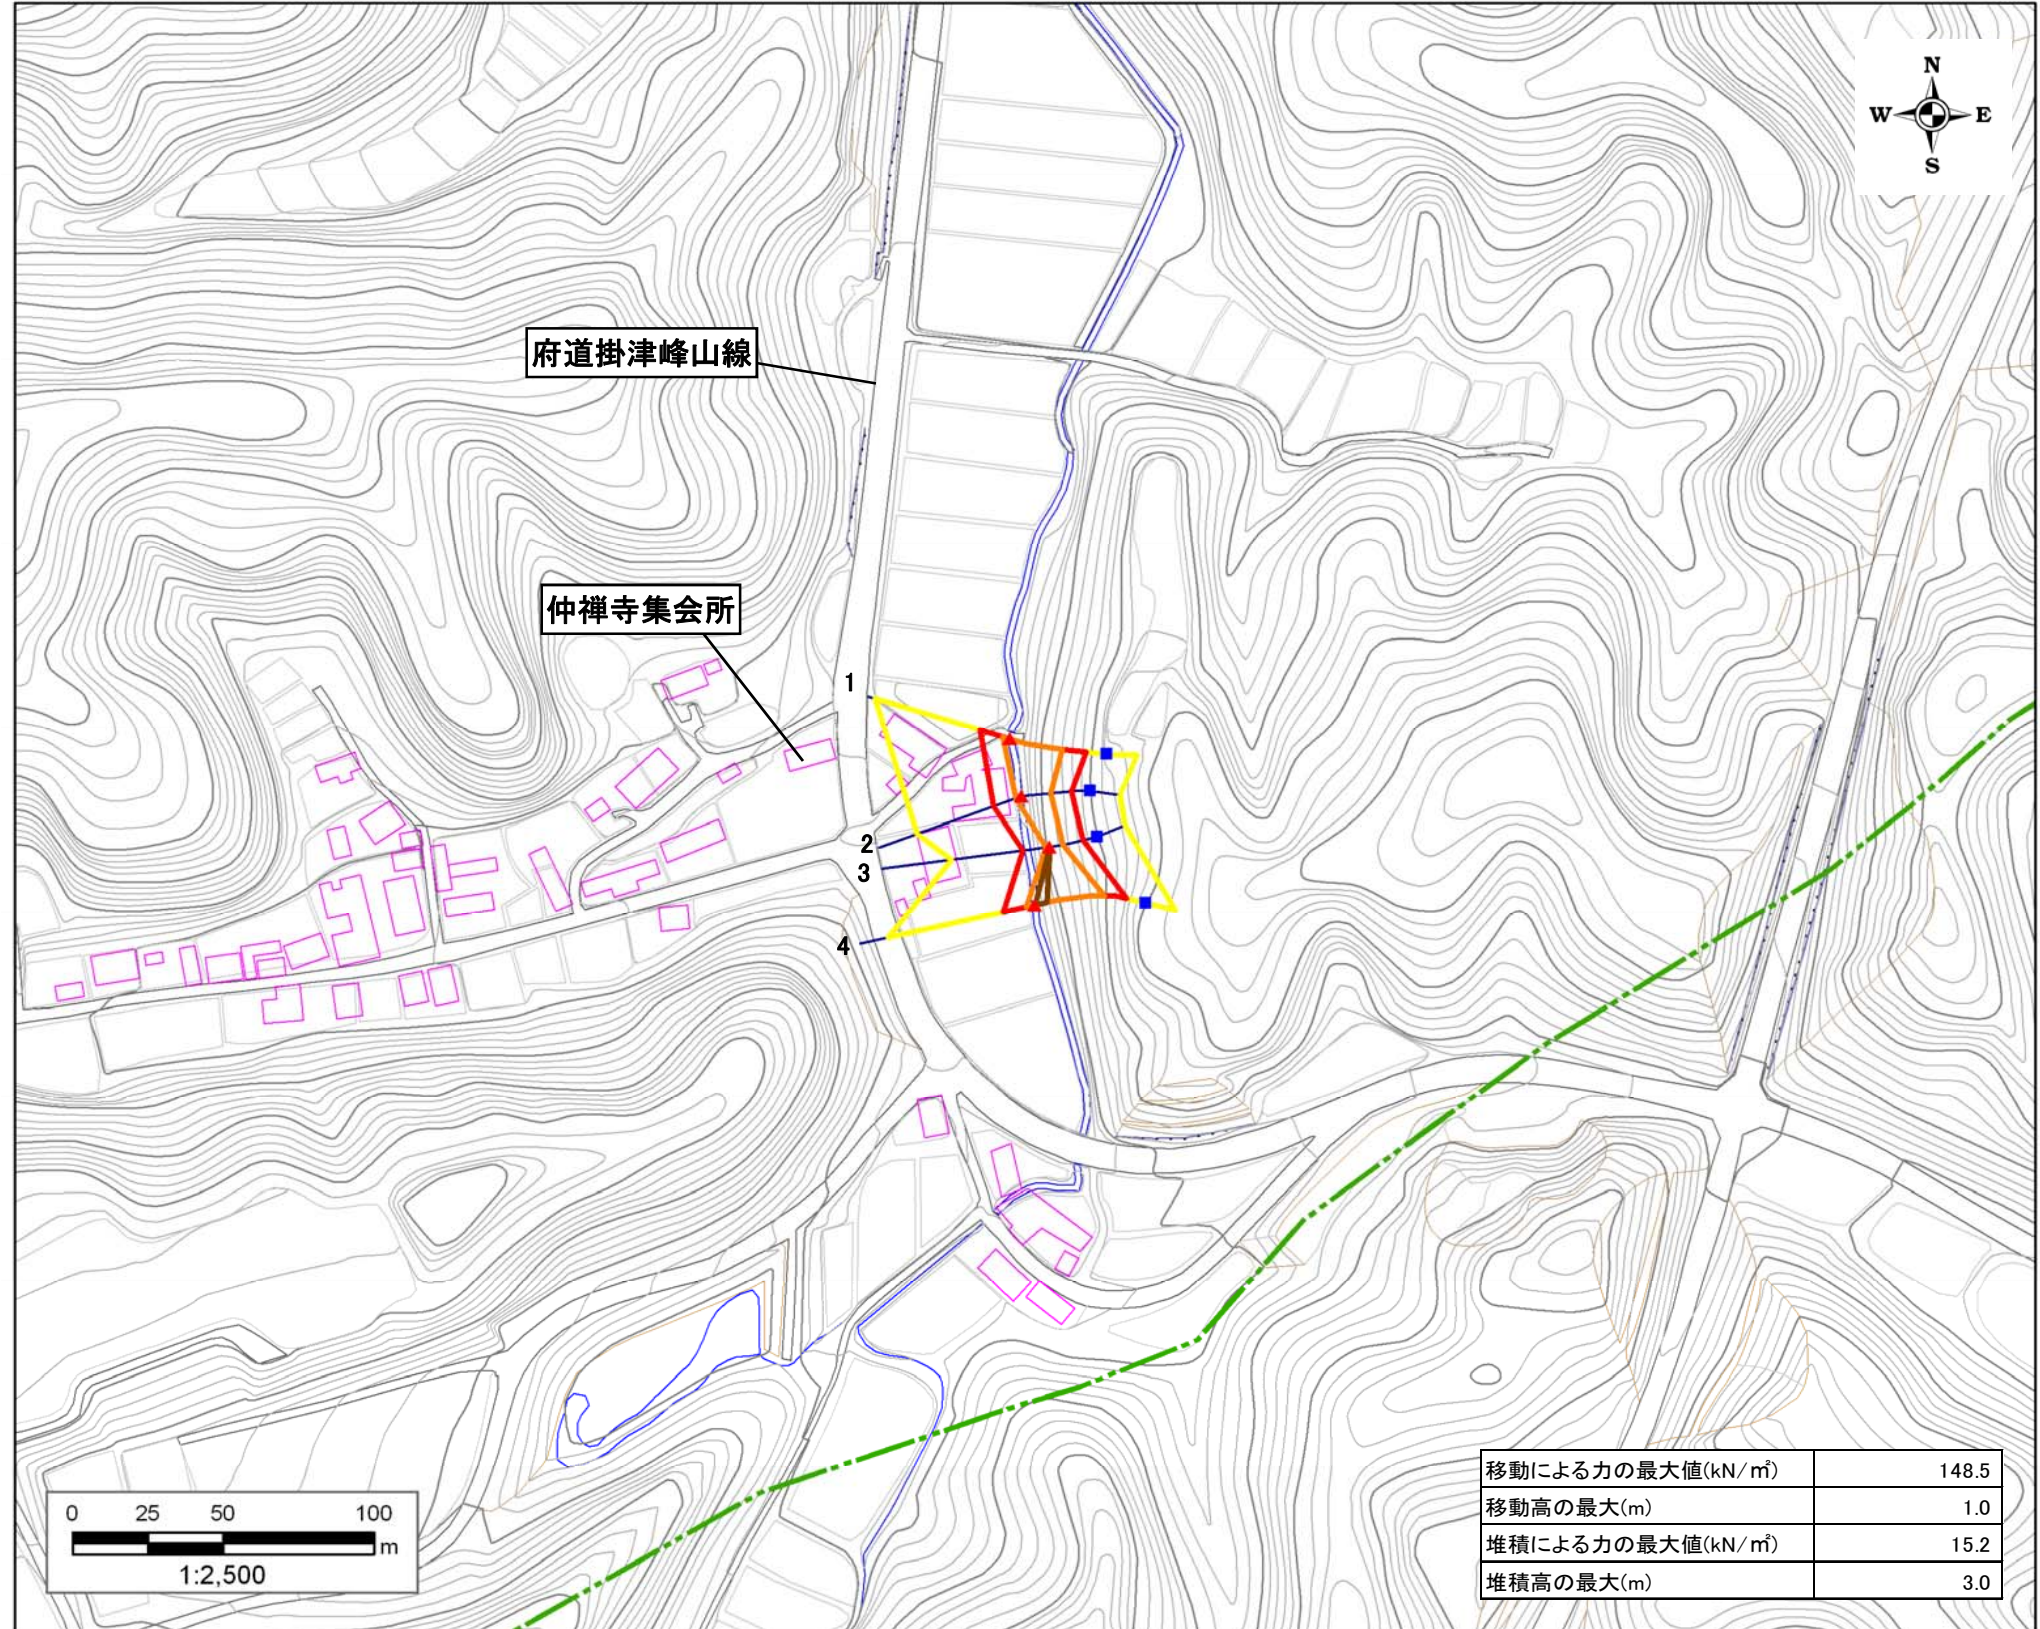 N
W E
S
府道掛津峰山線
仲禅寺集会所
1
2
3
4
移動による力の最大値(kN/㎡) 148.5
移動高の最大(m) 1.0
堆積による力の最大値(kN/㎡) 15.2
堆積高の最大(m) 3.0
0 25 50 100
m
1:2,500